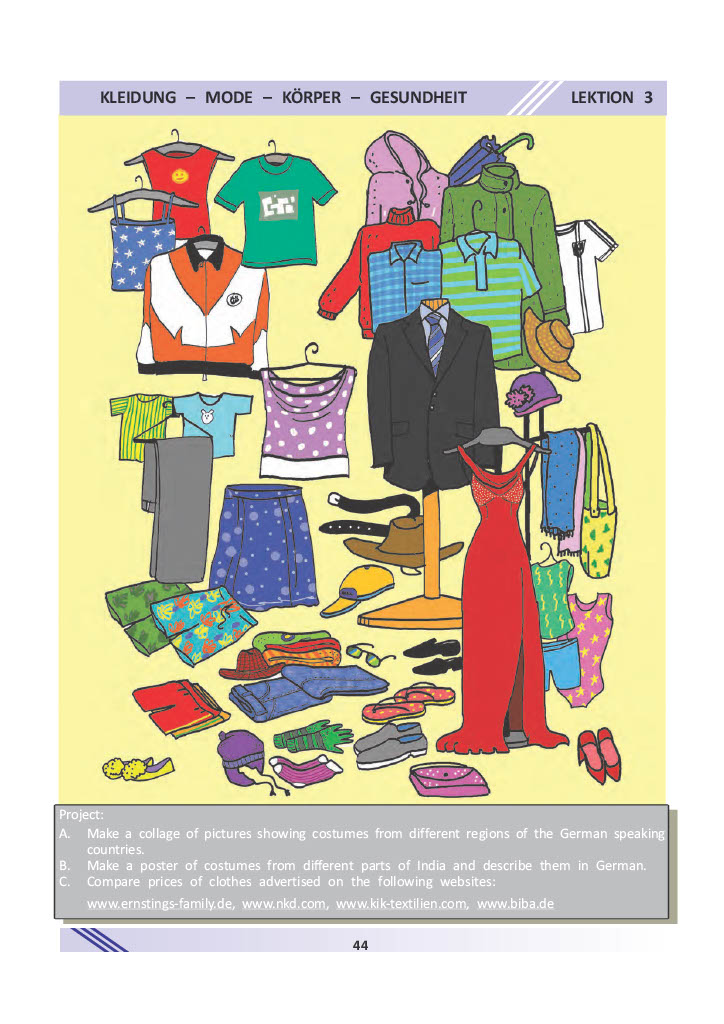 KLEIDUNG – MODE – KÖRPER – GESUNDHEIT LEKTION 3
Project:
A. Make a collage of pictures showing costumes from different regions of the German speaking
countries.
B. Make a poster of costumes from different parts of India and describe them in German.
C. Compare prices of clothes advertised on the following websites:
www.ernstings-family.de, www.nkd.com, www.kik-textilien.com, www.biba.de
44